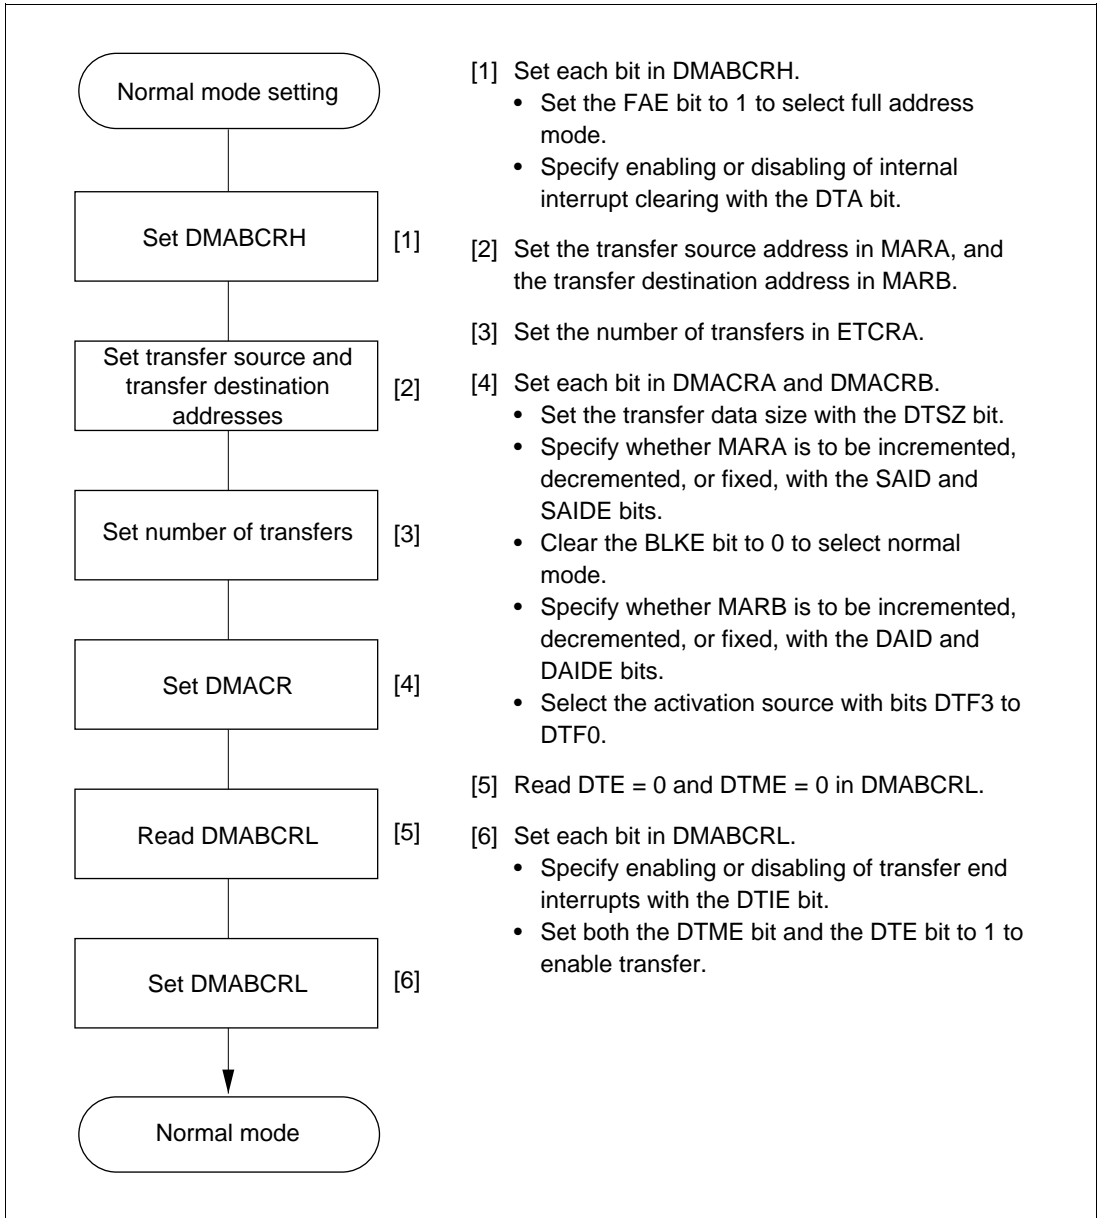 Normal mode setting
Set DMABCRH
[1]
Set transfer source and
transfer destination
addresses
[2]
Set number of transfers
[3]
Set DMACR
[4]
Read DMABCRL
[5]
Set DMABCRL
[6]
Normal mode
[1] Set each bit in DMABCRH.
• Set the FAE bit to 1 to select full address
mode.
• Specify enabling or disabling of internal
interrupt clearing with the DTA bit.
[2] Set the transfer source address in MARA, and
the transfer destination address in MARB.
[3] Set the number of transfers in ETCRA.
[4] Set each bit in DMACRA and DMACRB.
• Set the transfer data size with the DTSZ bit.
• Specify whether MARA is to be incremented,
decremented, or fixed, with the SAID and
SAIDE bits.
• Clear the BLKE bit to 0 to select normal
mode.
• Specify whether MARB is to be incremented,
decremented, or fixed, with the DAID and
DAIDE bits.
• Select the activation source with bits DTF3 to
DTF0.
[5] Read DTE = 0 and DTME = 0 in DMABCRL.
[6] Set each bit in DMABCRL.
• Specify enabling or disabling of transfer end
interrupts with the DTIE bit.
• Set both the DTME bit and the DTE bit to 1 to
enable transfer.